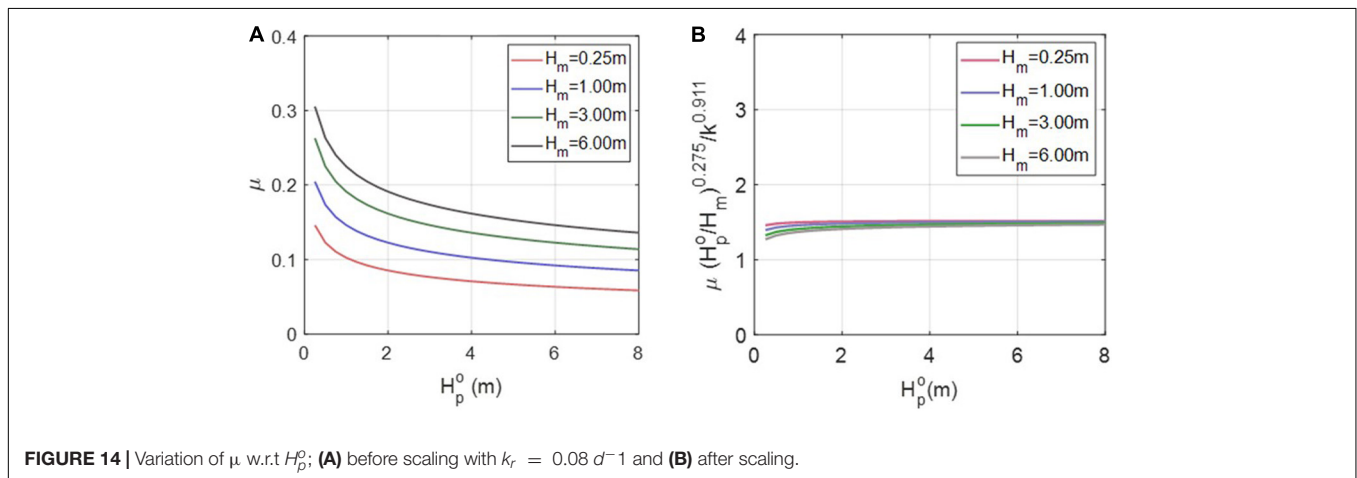 A
0.4
0.3
0.2
0.1
0
μ
0 2 4 6 8
H_p^o (m)
H_m=0.25m
H_m=1.00m
H_m=3.00m
H_m=6.00m
B
4
3
2
1
0
μ (H_p^o/H_m)^0.275/k^0.911
0 2 4 6 8
H_p^o(m)
H_m=0.25m
H_m=1.00m
H_m=3.00m
H_m=6.00m
FIGURE 14 | Variation of μ w.r.t H_p^o; (A) before scaling with k_r = 0.08 d^−1 and (B) after scaling.